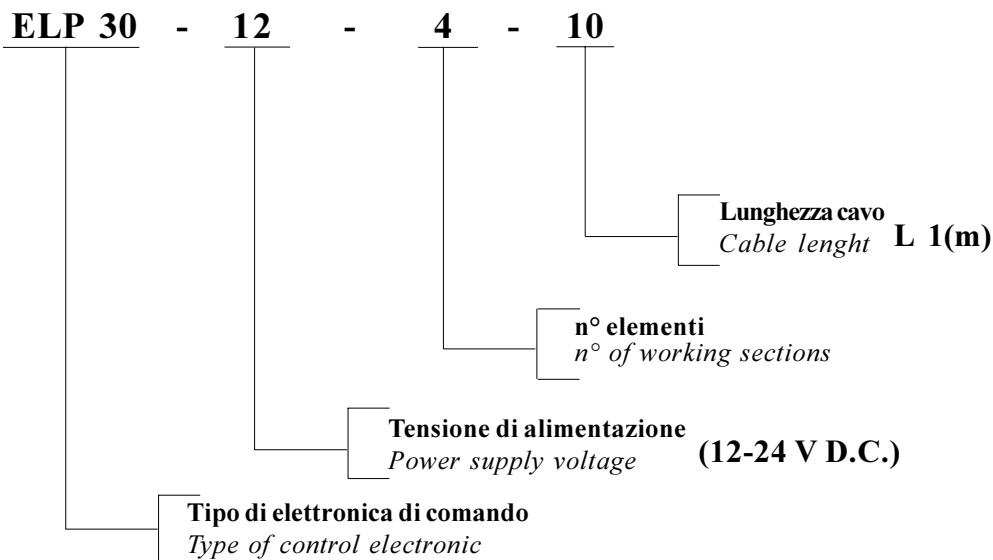 ELP 30 - 12 - 4 - 10
Lunghezza cavo
Cable lenght L 1(m)
n° elementi
n° of working sections
Tensione di alimentazione
Power supply voltage (12-24 V D.C.)
Tipo di elettronica di comando
Type of control electronic